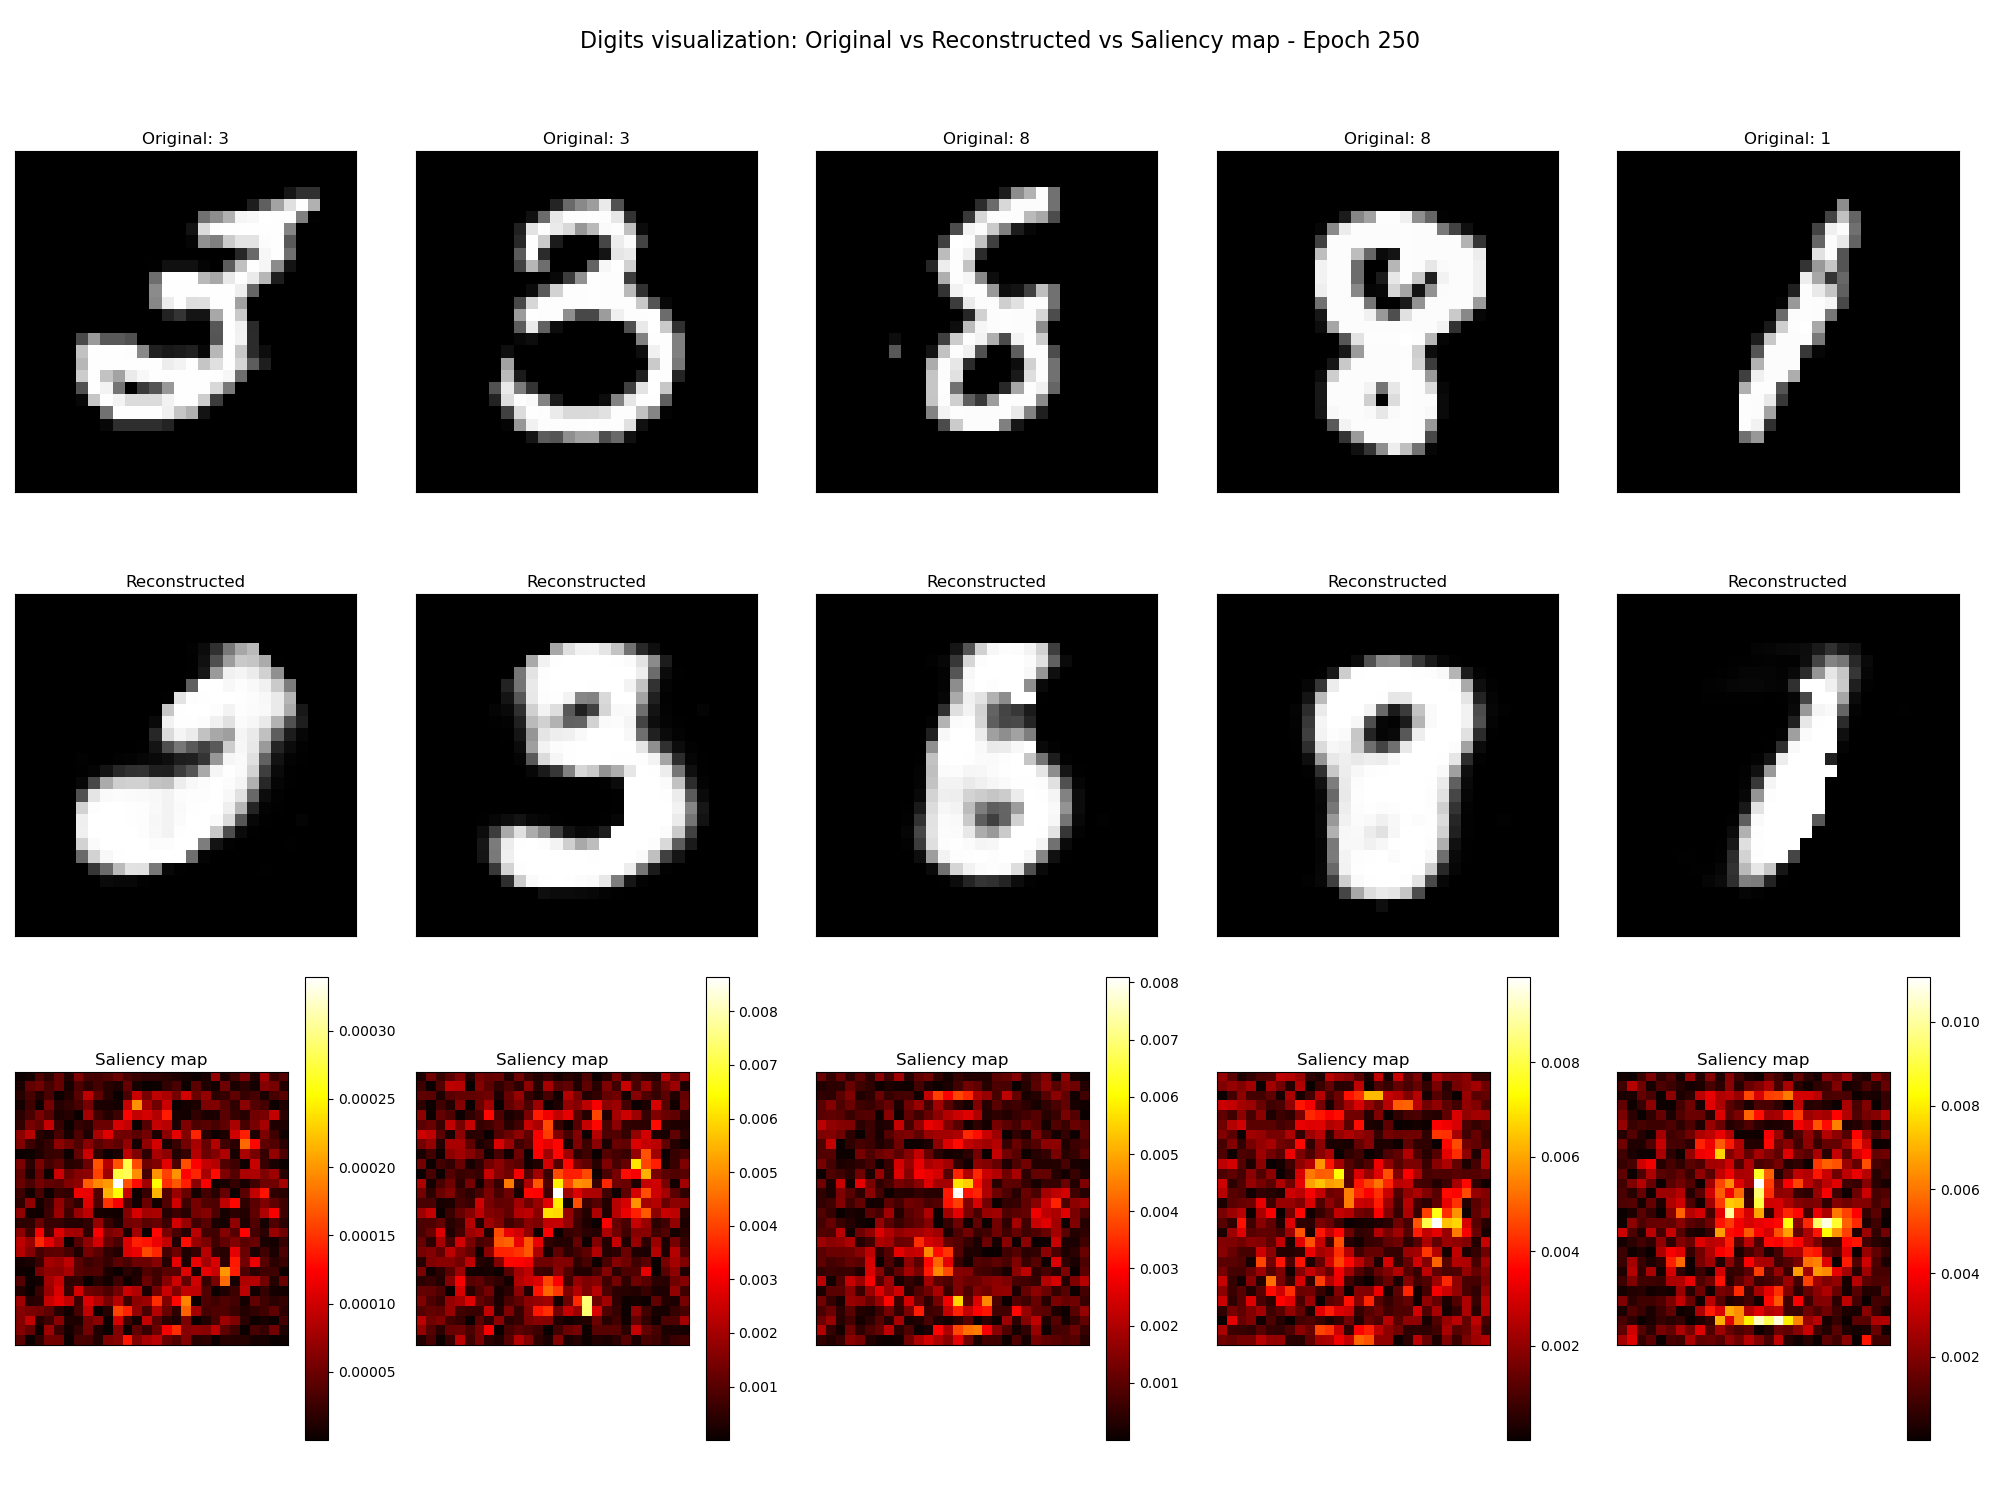 Digits visualization: Original vs Reconstructed vs Saliency map - Epoch 250
Original: 3
Original: 3
Original: 8
Original: 8
Original: 1
Reconstructed
Reconstructed
Reconstructed
Reconstructed
Reconstructed
Saliency map
0.00030
0.00025
0.00020
0.00015
0.00010
0.00005
Saliency map
0.008
0.007
0.006
0.005
0.004
0.003
0.002
0.001
Saliency map
0.008
0.007
0.006
0.005
0.004
0.003
0.002
0.001
Saliency map
0.008
0.006
0.004
0.002
Saliency map
0.010
0.008
0.006
0.004
0.002